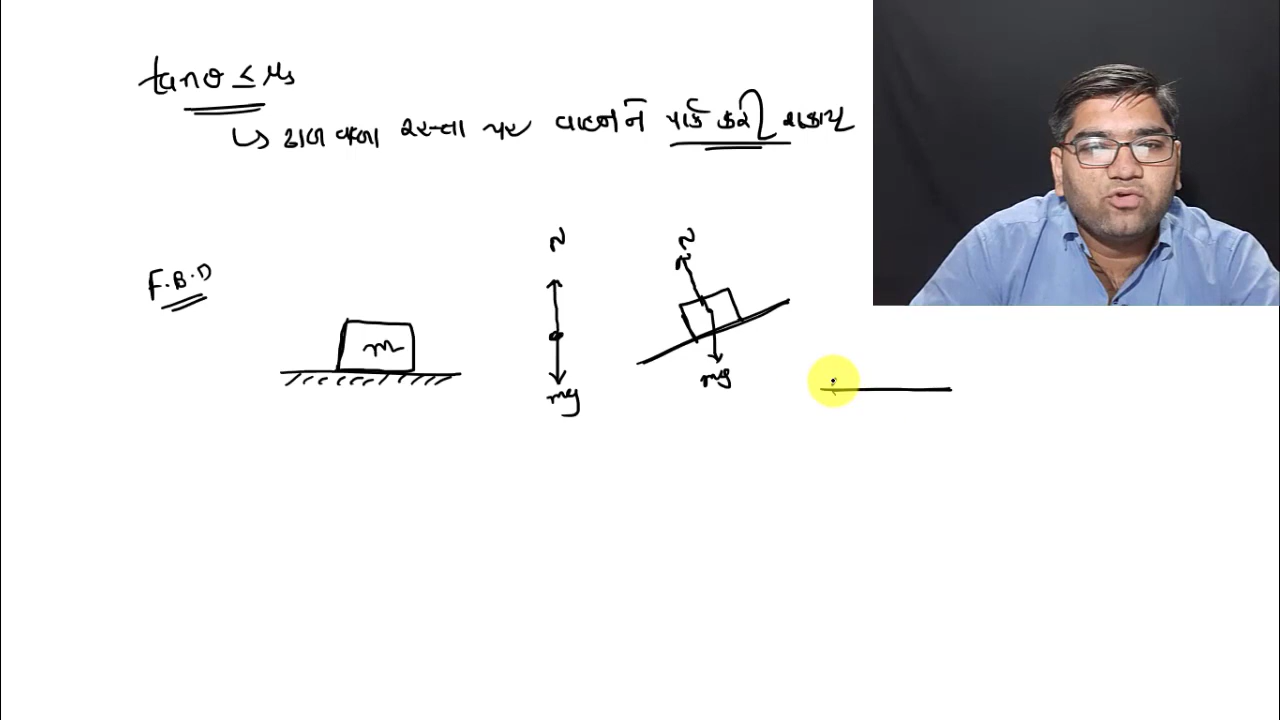 tanθ ≤ μs
↳ ઢાળ વાળા રસ્તા પર વાહનને પાર્ક કરી શકાય
N
N
F.B.D
m
mg
mg